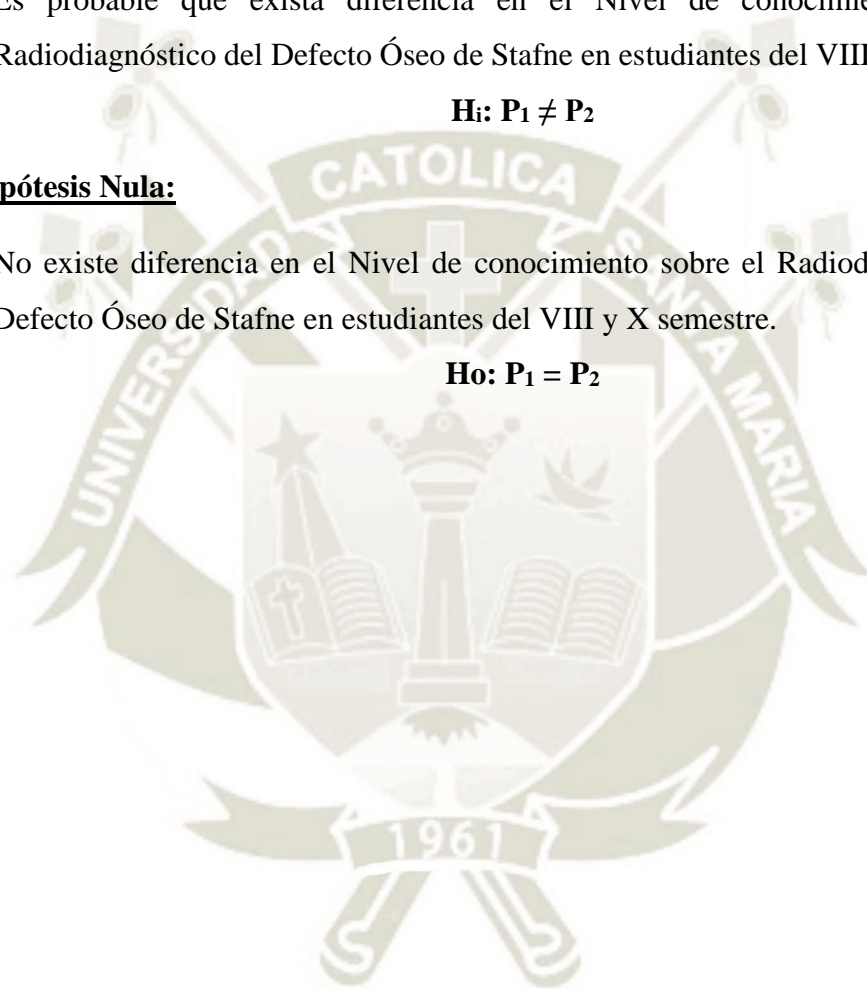 Es probable que exista diferencia en el Nivel de
Radiodiagnóstico del Defecto Óseo de Stafne en estudiantes del VIII
Hi: P1 ≠ P2
pótesis Nula:
No existe diferencia en el Nivel de conocimiento sobre el
Defecto Óseo de Stafne en estudiantes del VIII y X semestre.
Ho: P1 = P2
UNIVERSIDAD CATOLICA SANTA MARIA
1961